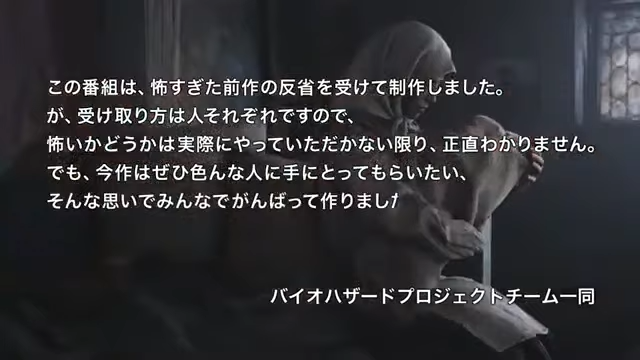 この番組は、怖すぎた前作の反省を受けて制作しました。
が、受け取り方は人それぞれですので、
怖いかどうかは実際にやっていただかない限り、正直わかりません。
でも、今作はぜひ色んな人に手にとってもらいたい、
そんな思いでみんなでがんばって作りました
バイオハザードプロジェクトチーム一同